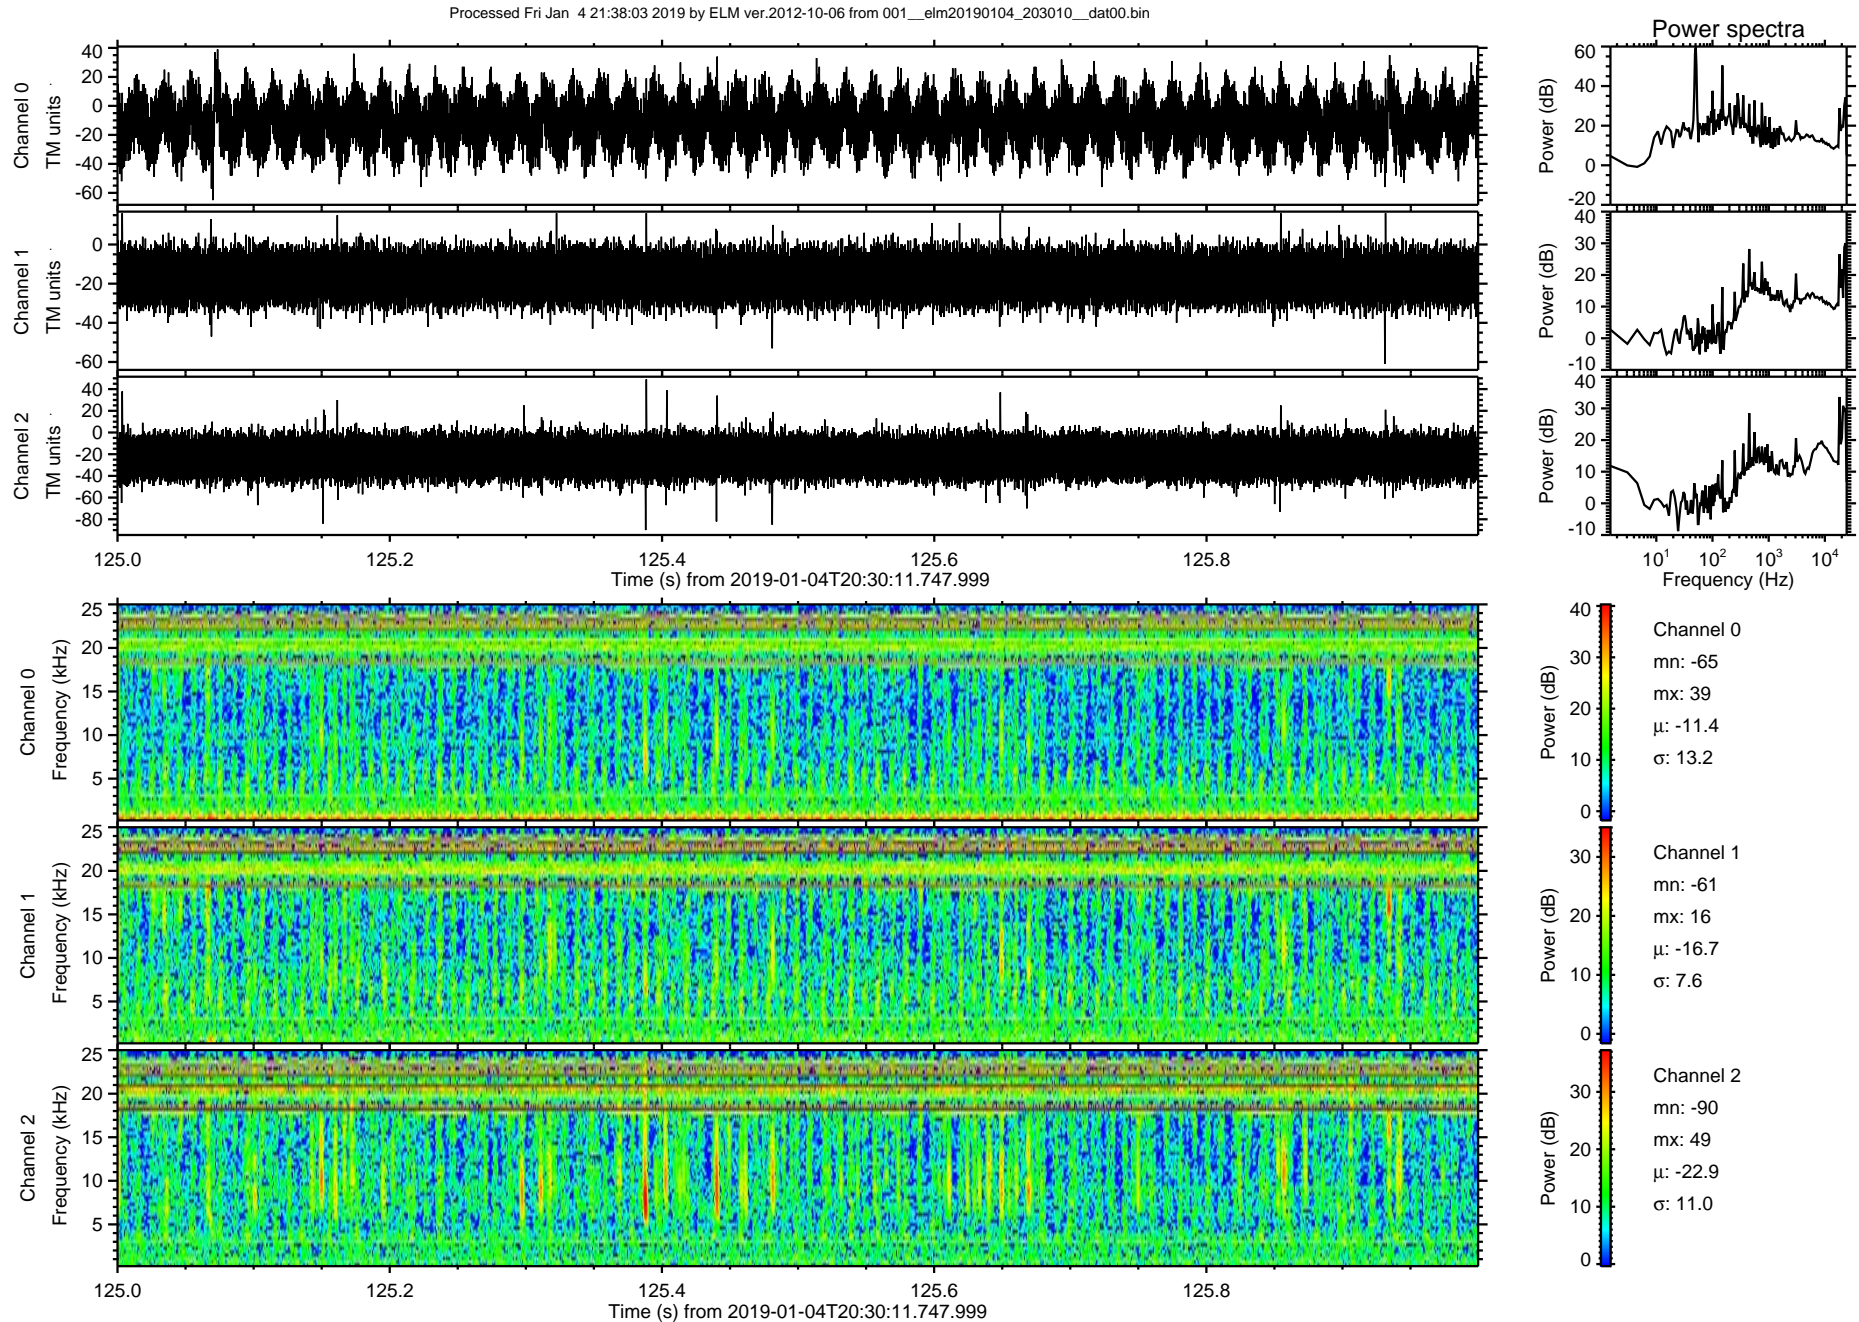 Processed Fri Jan 4 21:38:03 2019 by ELM ver.2012-10-06 from 001__elm20190104_203010__dat00.bin
Power spectra
Channel 0
TM units
40
20
0
-20
-40
-60
Power (dB)
60
40
20
0
-20
Channel 1
TM units
0
-20
-40
-60
Power (dB)
40
30
20
10
0
-10
Channel 2
TM units
40
20
0
-20
-40
-60
-80
Power (dB)
40
30
20
10
0
-10
125.0 125.2 125.4 125.6 125.8
Time (s) from 2019-01-04T20:30:11.747.999
10¹ 10² 10³ 10⁴
Frequency (Hz)
Channel 0
Frequency (kHz)
25
20
15
10
5
Power (dB)
40
30
20
10
0
Channel 0
mn: -65
mx: 39
μ: -11.4
σ: 13.2
Channel 1
Frequency (kHz)
25
20
15
10
5
Power (dB)
30
20
10
0
Channel 1
mn: -61
mx: 16
μ: -16.7
σ: 7.6
Channel 2
Frequency (kHz)
25
20
15
10
5
Power (dB)
30
20
10
0
Channel 2
mn: -90
mx: 49
μ: -22.9
σ: 11.0
125.0 125.2 125.4 125.6 125.8
Time (s) from 2019-01-04T20:30:11.747.999